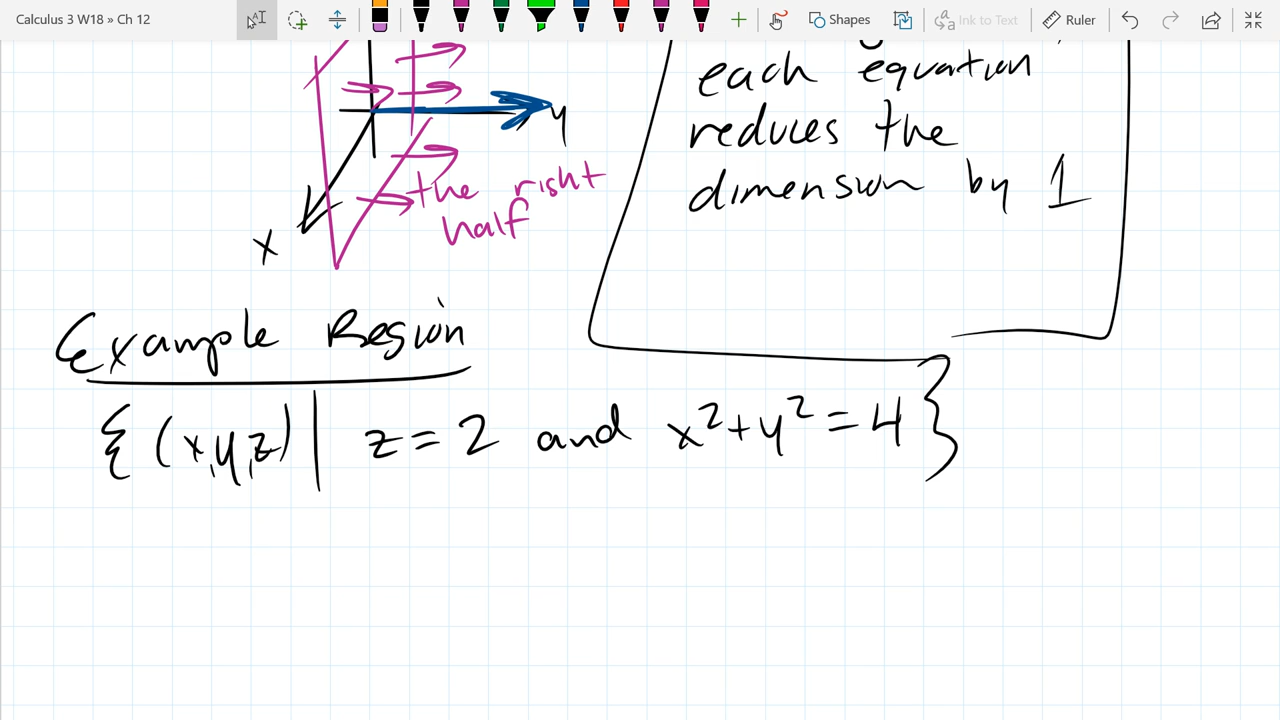 Calculus 3 W18 » Ch 12
Shapes
Ink to Text
Ruler
each equation
reduces the
dimension by 1
y
the right
half
x
Example Region
{(x,y,z) | z = 2 and x²+y² = 4}